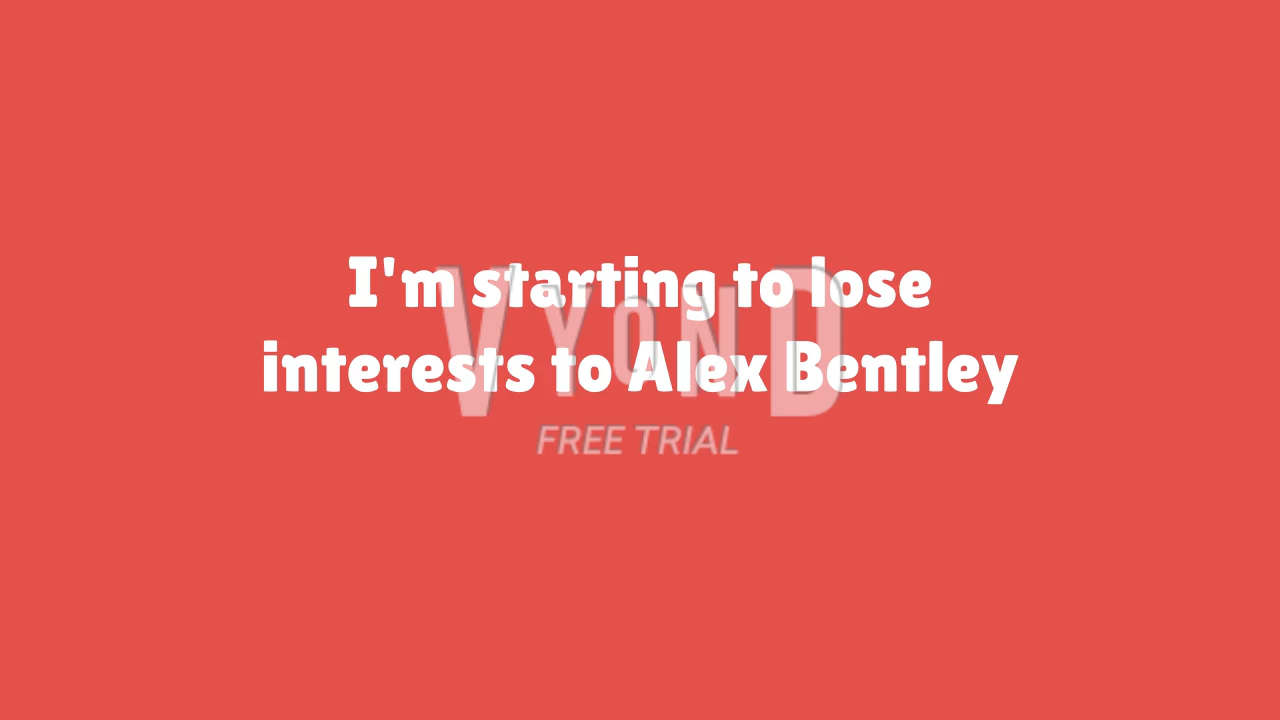 I'm starting to lose
interests to Alex Bentley
VYOND
FREE TRIAL